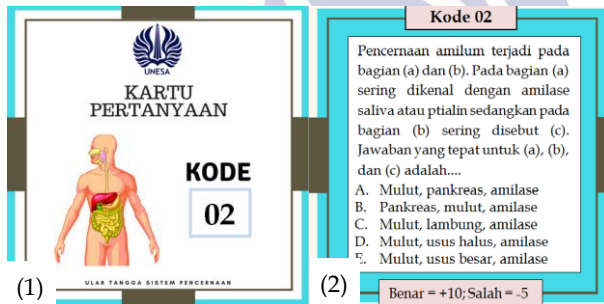 UNESA
KARTU
PERTANYAAN
KODE
02
ULAR TANGGA SISTEM PENCERNAAN
(1)
Kode 02
Pencernaan amilum terjadi pada
bagian (a) dan (b). Pada bagian (a)
sering dikenal dengan amilase
saliva atau ptialin sedangkan pada
bagian (b) sering disebut (c).
Jawaban yang tepat untuk (a), (b),
dan (c) adalah....
A. Mulut, pankreas, amilase
B. Pankreas, mulut, amilase
C. Mulut, lambung, amilase
D. Mulut, usus halus, amilase
E. Mulut, usus besar, amilase
(2)
Benar = +10; Salah = -5